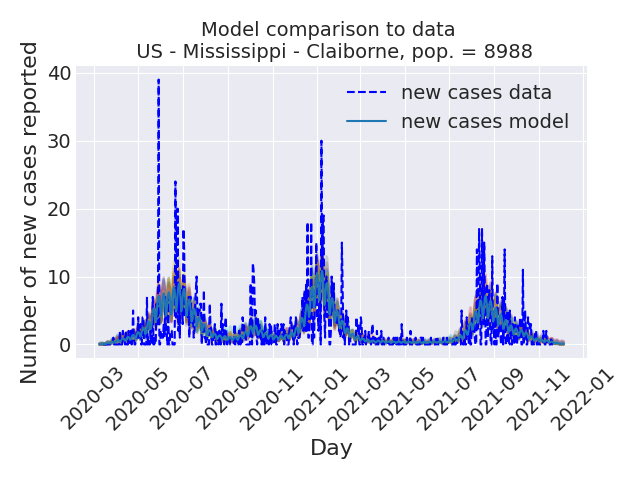 Model comparison to data
US - Mississippi - Claiborne, pop. = 8988
Number of new cases reported
40
30
20
10
0
new cases data
new cases model
2020-03
2020-05
2020-07
2020-09
2020-11
2021-01
2021-03
2021-05
2021-07
2021-09
2021-11
2022-01
Day